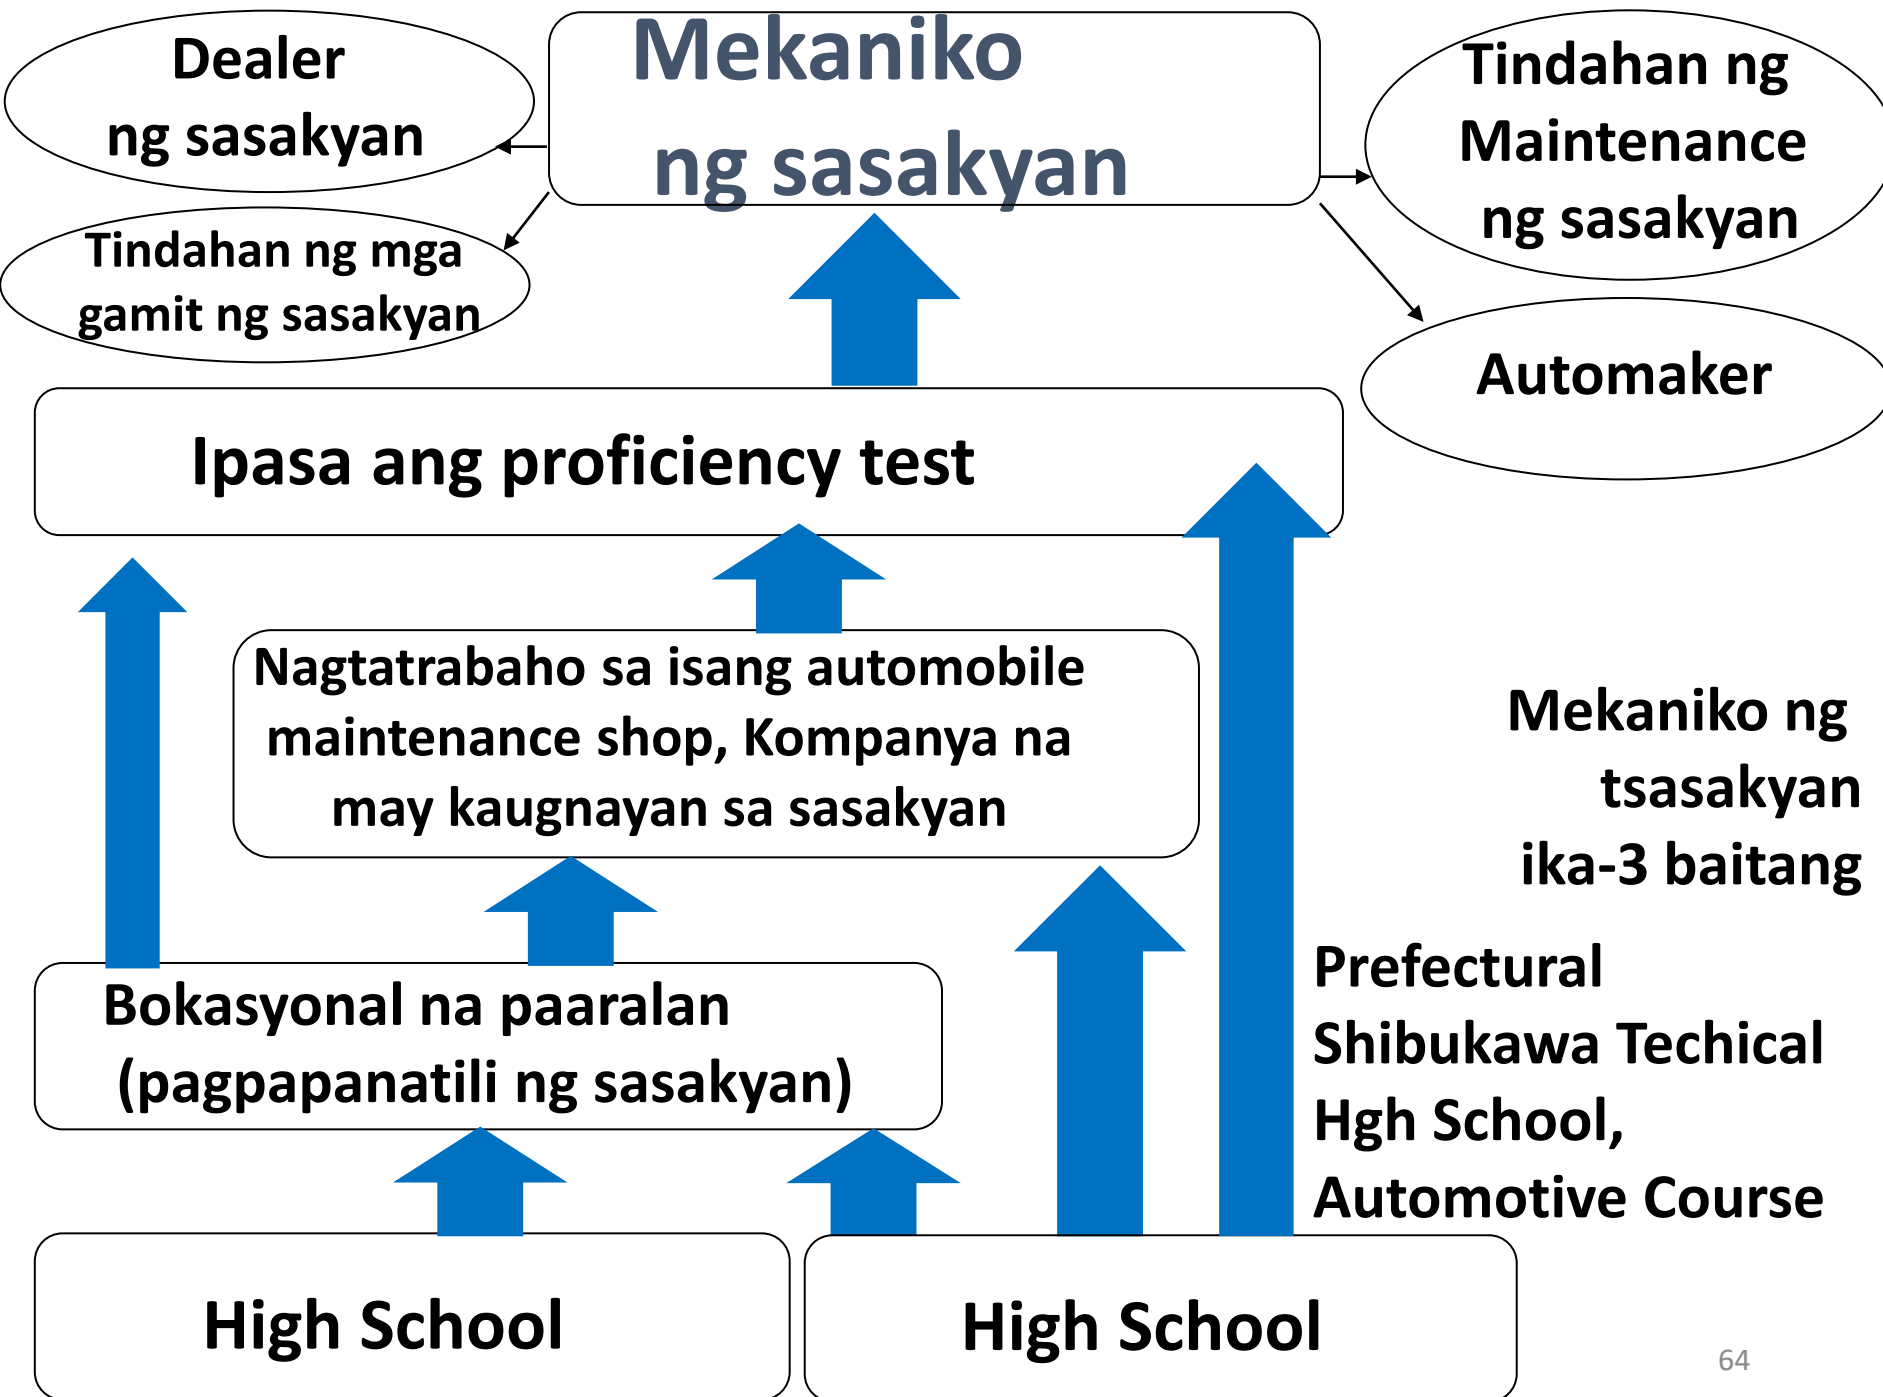 Dealer
ng sasakyan
Mekaniko
ng sasakyan
Tindahan ng
Maintenance
ng sasakyan
Tindahan ng mga
gamit ng sasakyan
Automaker
Ipasa ang proficiency test
Nagtatrabaho sa isang automobile
maintenance shop, Kompanya na
may kaugnayan sa sasakyan
Mekaniko ng
tsasakyan
ika-3 baitang
Bokasyonal na paaralan
(pagpapanatili ng sasakyan)
Prefectural
Shibukawa Techical
Hgh School,
Automotive Course
High School
High School
64